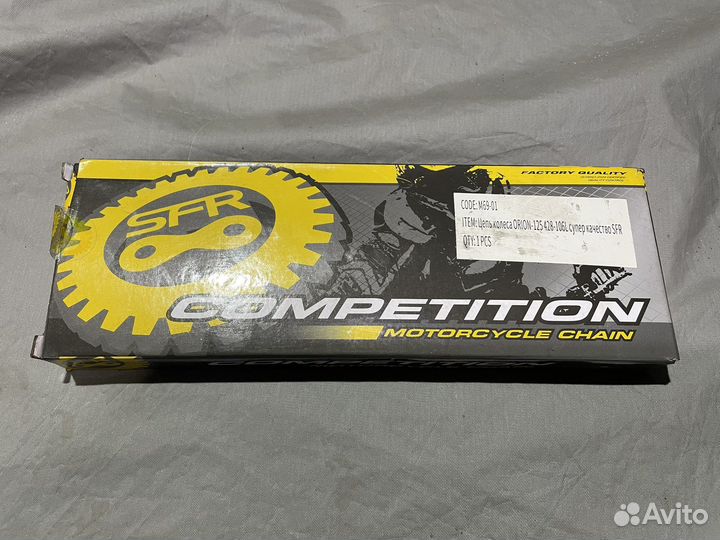 FACTORY QUALITY
SFR
CODE: M69-01
ITEM: Цепь колеса ORION-125 428-106L супер качество SFR
QTY: 1 PCS
COMPETITION
MOTORCYCLE CHAIN
COMPETITION
Avito